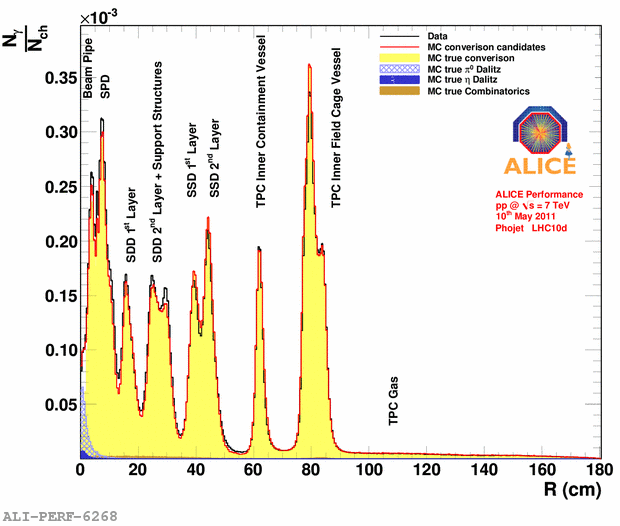 ×10⁻³
Nγ
Nch
0.35
0.30
0.25
0.20
0.15
0.1
0.05
Beam Pipe
SPD
SDD 1st Layer
SDD 2nd Layer + Support Structures
SSD 1st Layer
SSD 2nd Layer
TPC Inner Containment Vessel
TPC Inner Field Cage Vessel
TPC Gas
Data
MC converison candidates
MC true converison
MC true π⁰ Dalitz
MC true η Dalitz
MC true Combinatorics
ALICE
ALICE Performance
pp @ √s = 7 TeV
10th May 2011
Phojet LHC10d
0 20 40 60 80 100 120 140 160 180
R (cm)
ALI-PERF-6268